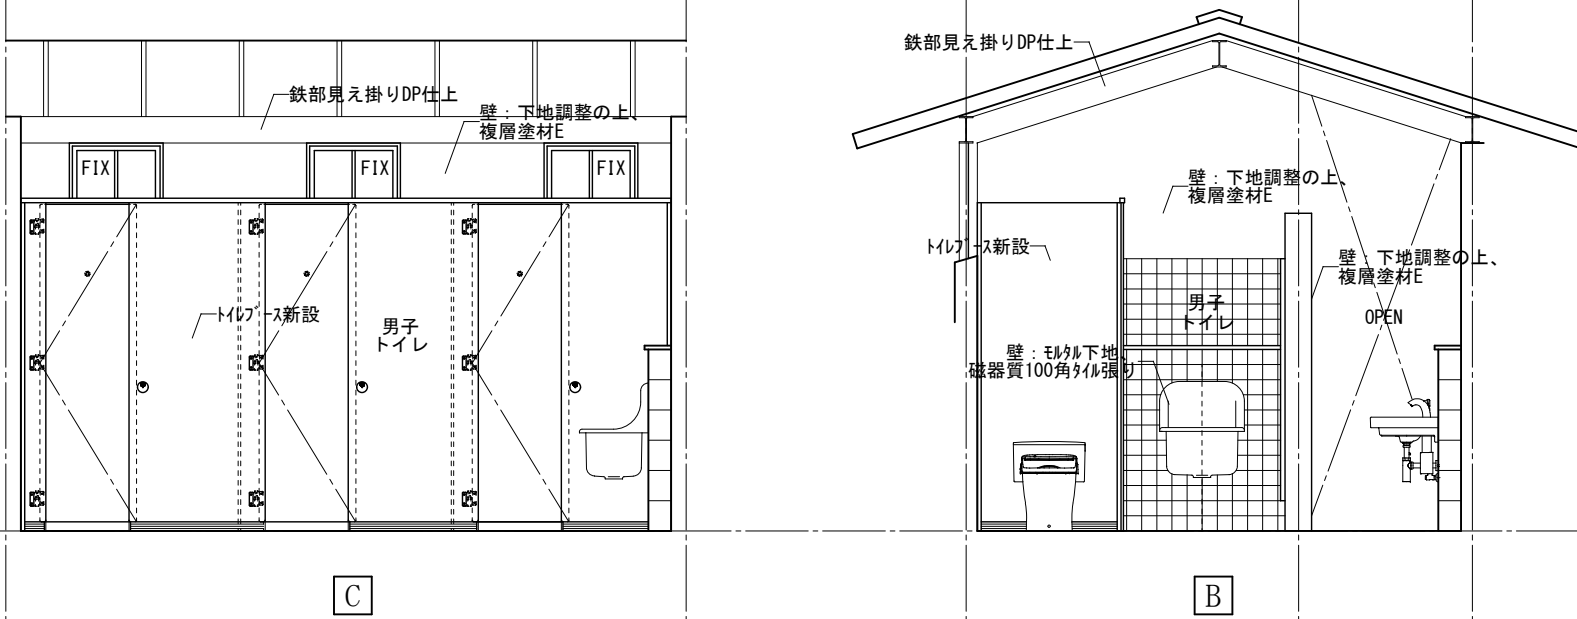 鉄部見え掛りDP仕上
壁：下地調整の上、
複層塗材E
FIX
FIX
FIX
トイレブース新設
男子
トイレ
C
鉄部見え掛りDP仕上
壁：下地調整の上、
複層塗材E
トイレブース新設
壁：下地調整の上、
複層塗材E
男子
トイレ
OPEN
壁：モルタル下地、
磁器質100角タイル張り
B